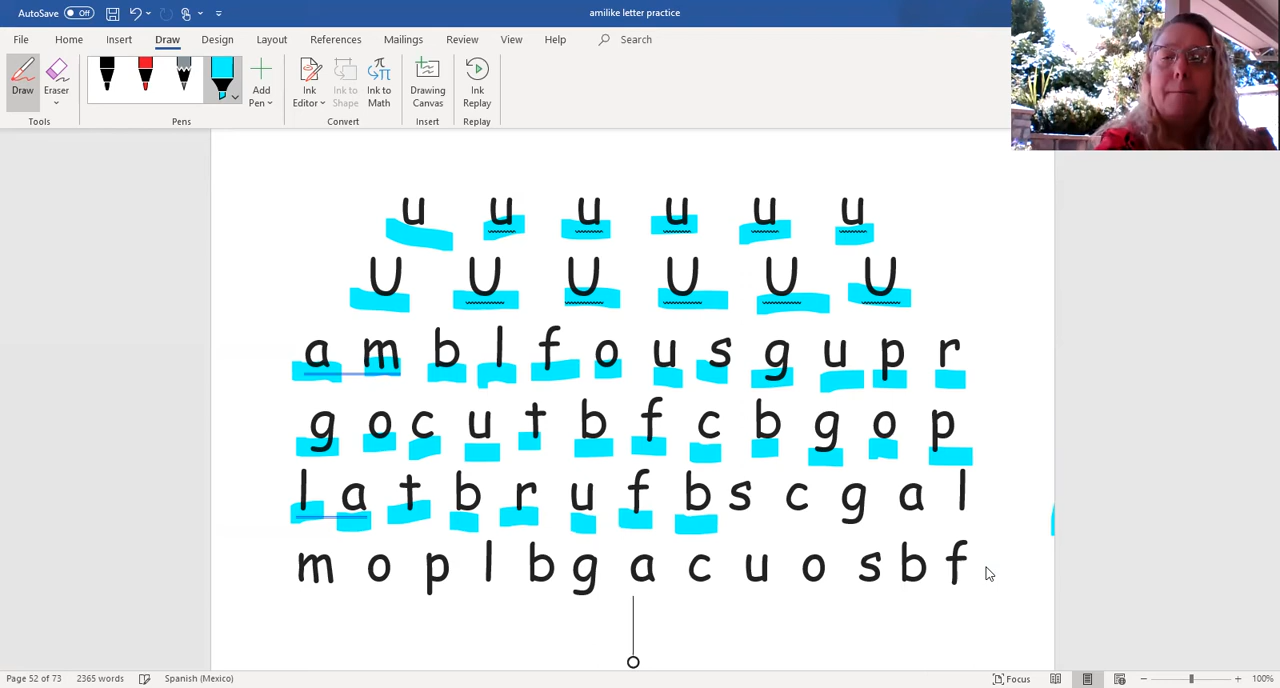 AutoSave Off amilike letter practice
File Home Insert Draw Design Layout References Mailings Review View Help Search
Draw Eraser Add Pen Ink Editor Ink to Shape Ink to Math Drawing Canvas Ink Replay
Tools Pens Convert Insert Replay
u u u u u u
U U U U U U
a m b l f o u s g u p r
g o c u t b f c b g o p
l a t b r u f b s c g a l
m o p l b g a c u o s b f
Page 52 of 73 2365 words Spanish (Mexico) Focus 100%